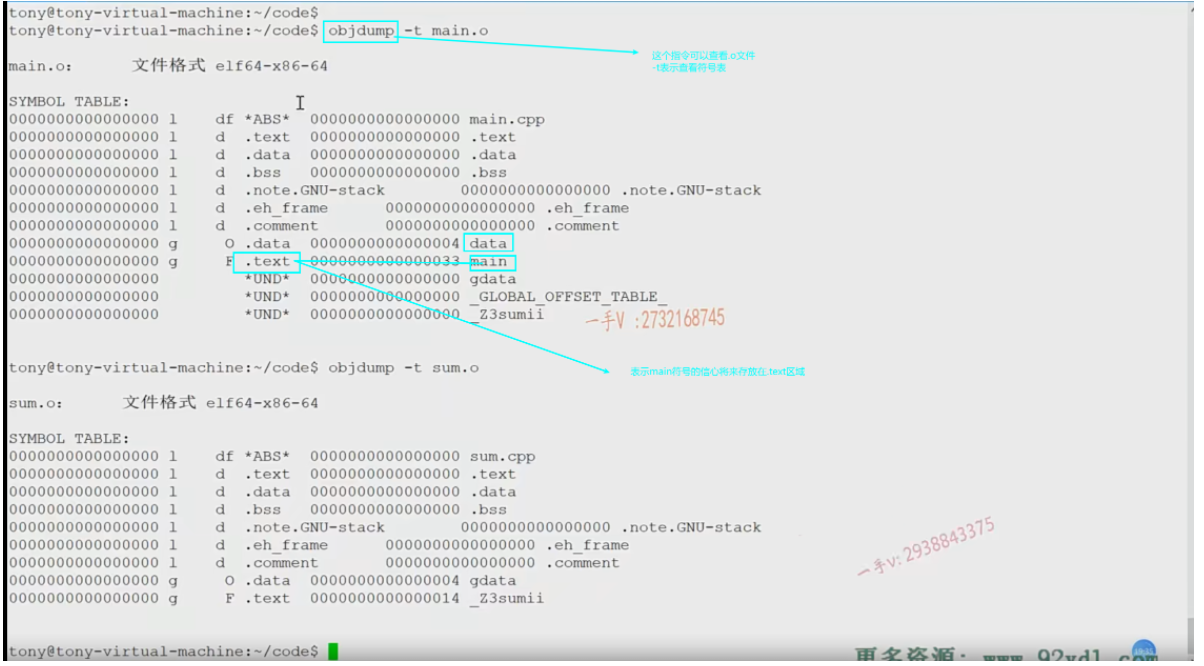 tony@tony-virtual-machine:~/code$
tony@tony-virtual-machine:~/code$ objdump -t main.o
这个指令可以查看.o文件
-t表示查看符号表
main.o:     文件格式 elf64-x86-64
SYMBOL TABLE:
0000000000000000 l    df *ABS*  0000000000000000 main.cpp
0000000000000000 l    d  .text  0000000000000000 .text
0000000000000000 l    d  .data  0000000000000000 .data
0000000000000000 l    d  .bss   0000000000000000 .bss
0000000000000000 l    d  .note.GNU-stack        0000000000000000 .note.GNU-stack
0000000000000000 l    d  .eh_frame      0000000000000000 .eh_frame
0000000000000000 l    d  .comment       0000000000000000 .comment
0000000000000000 g     O .data  0000000000000004 data
0000000000000000 g     F .text  0000000000000033 main
0000000000000000         *UND*  0000000000000000 gdata
0000000000000000         *UND*  0000000000000000 _GLOBAL_OFFSET_TABLE_
0000000000000000         *UND*  0000000000000000 _Z3sumii
一手V :2732168745
tony@tony-virtual-machine:~/code$ objdump -t sum.o
表示main符号的信心将来存放在.text区域
sum.o:     文件格式 elf64-x86-64
SYMBOL TABLE:
0000000000000000 l    df *ABS*  0000000000000000 sum.cpp
0000000000000000 l    d  .text  0000000000000000 .text
0000000000000000 l    d  .data  0000000000000000 .data
0000000000000000 l    d  .bss   0000000000000000 .bss
0000000000000000 l    d  .note.GNU-stack        0000000000000000 .note.GNU-stack
0000000000000000 l    d  .eh_frame      0000000000000000 .eh_frame
0000000000000000 l    d  .comment       0000000000000000 .comment
0000000000000000 g     O .data  0000000000000004 gdata
0000000000000000 g     F .text  0000000000000014 _Z3sumii
一手v: 2938843375
tony@tony-virtual-machine:~/code$
更多资源: www.92xdl.com